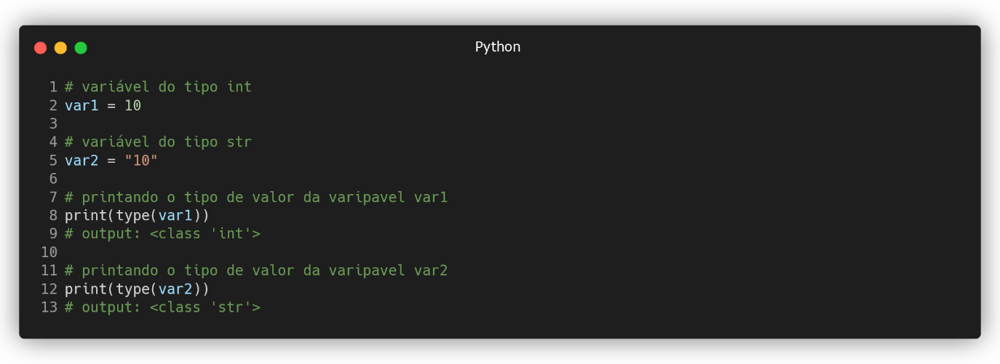 Python
1 # variável do tipo int
2 var1 = 10
3
4 # variável do tipo str
5 var2 = "10"
6
7 # printando o tipo de valor da varipavel var1
8 print(type(var1))
9 # output: <class 'int'>
10
11 # printando o tipo de valor da varipavel var2
12 print(type(var2))
13 # output: <class 'str'>